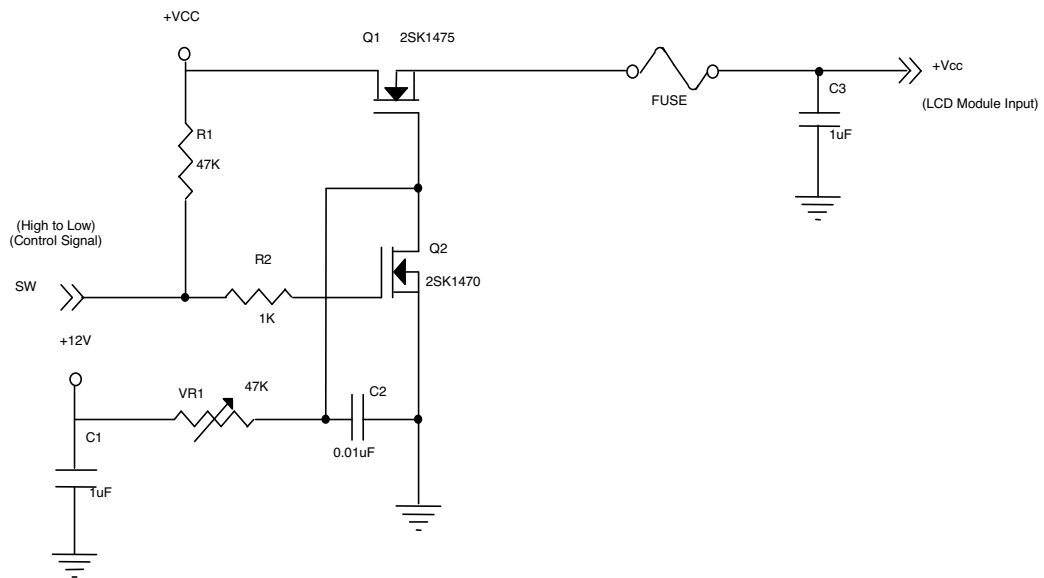 +VCC
Q1 2SK1475
+Vcc
FUSE
C3
(LCD Module Input)
R1
1uF
47K
(High to Low)
(Control Signal)
Q2
R2
2SK1470
SW
1K
+12V
VR1
47K
C2
C1
0.01uF
1uF